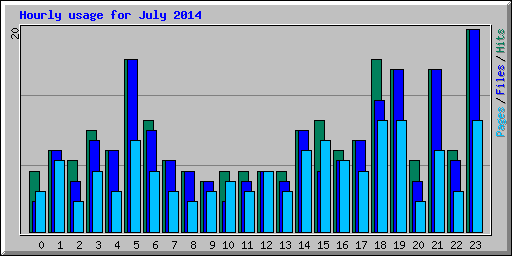 Hourly usage for July 2014
20
Pages/Files/Hits
0 1 2 3 4 5 6 7 8 9 10 11 12 13 14 15 16 17 18 19 20 21 22 23